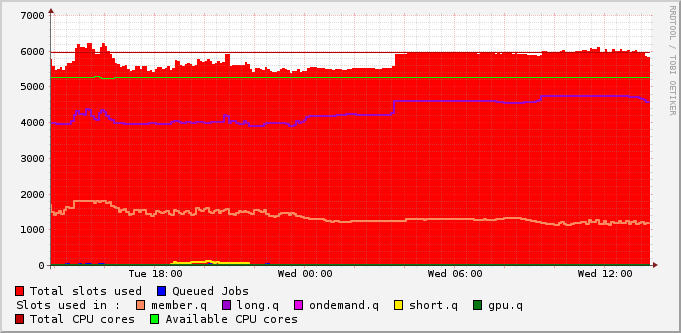 RRDTOOL / TOBI OETIKER
7000
6000
5000
4000
3000
2000
1000
0
Tue 18:00 Wed 00:00 Wed 06:00 Wed 12:00
Total slots used Queued Jobs
Slots used in : member.q long.q ondemand.q short.q gpu.q
Total CPU cores Available CPU cores